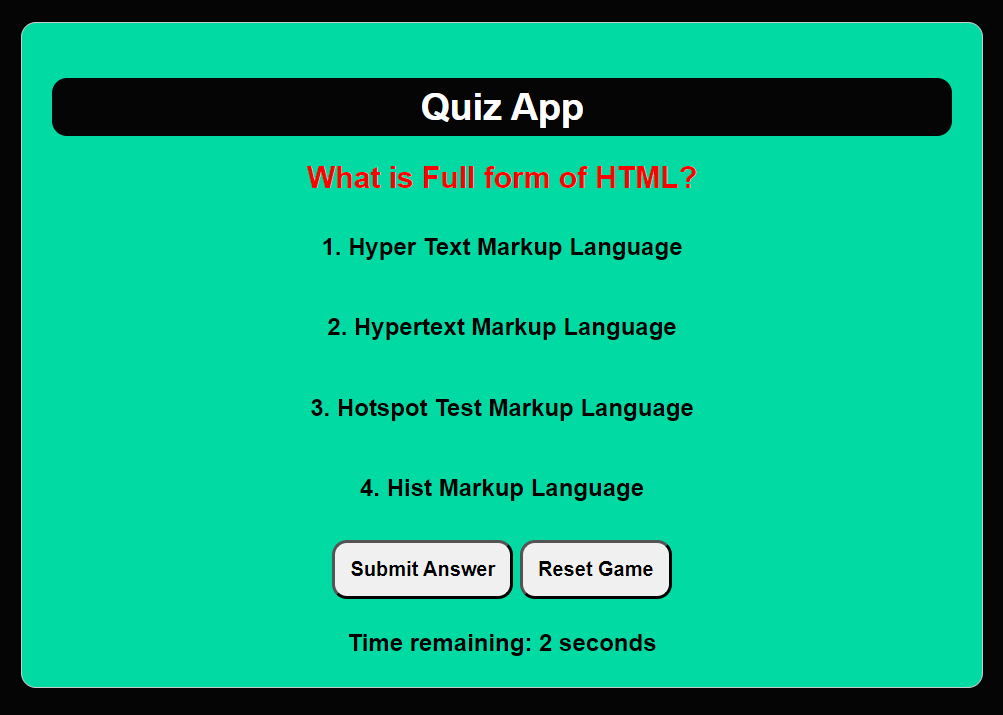 Quiz App
What is Full form of HTML?
1. Hyper Text Markup Language
2. Hypertext Markup Language
3. Hotspot Test Markup Language
4. Hist Markup Language
Submit Answer Reset Game
Time remaining: 2 seconds